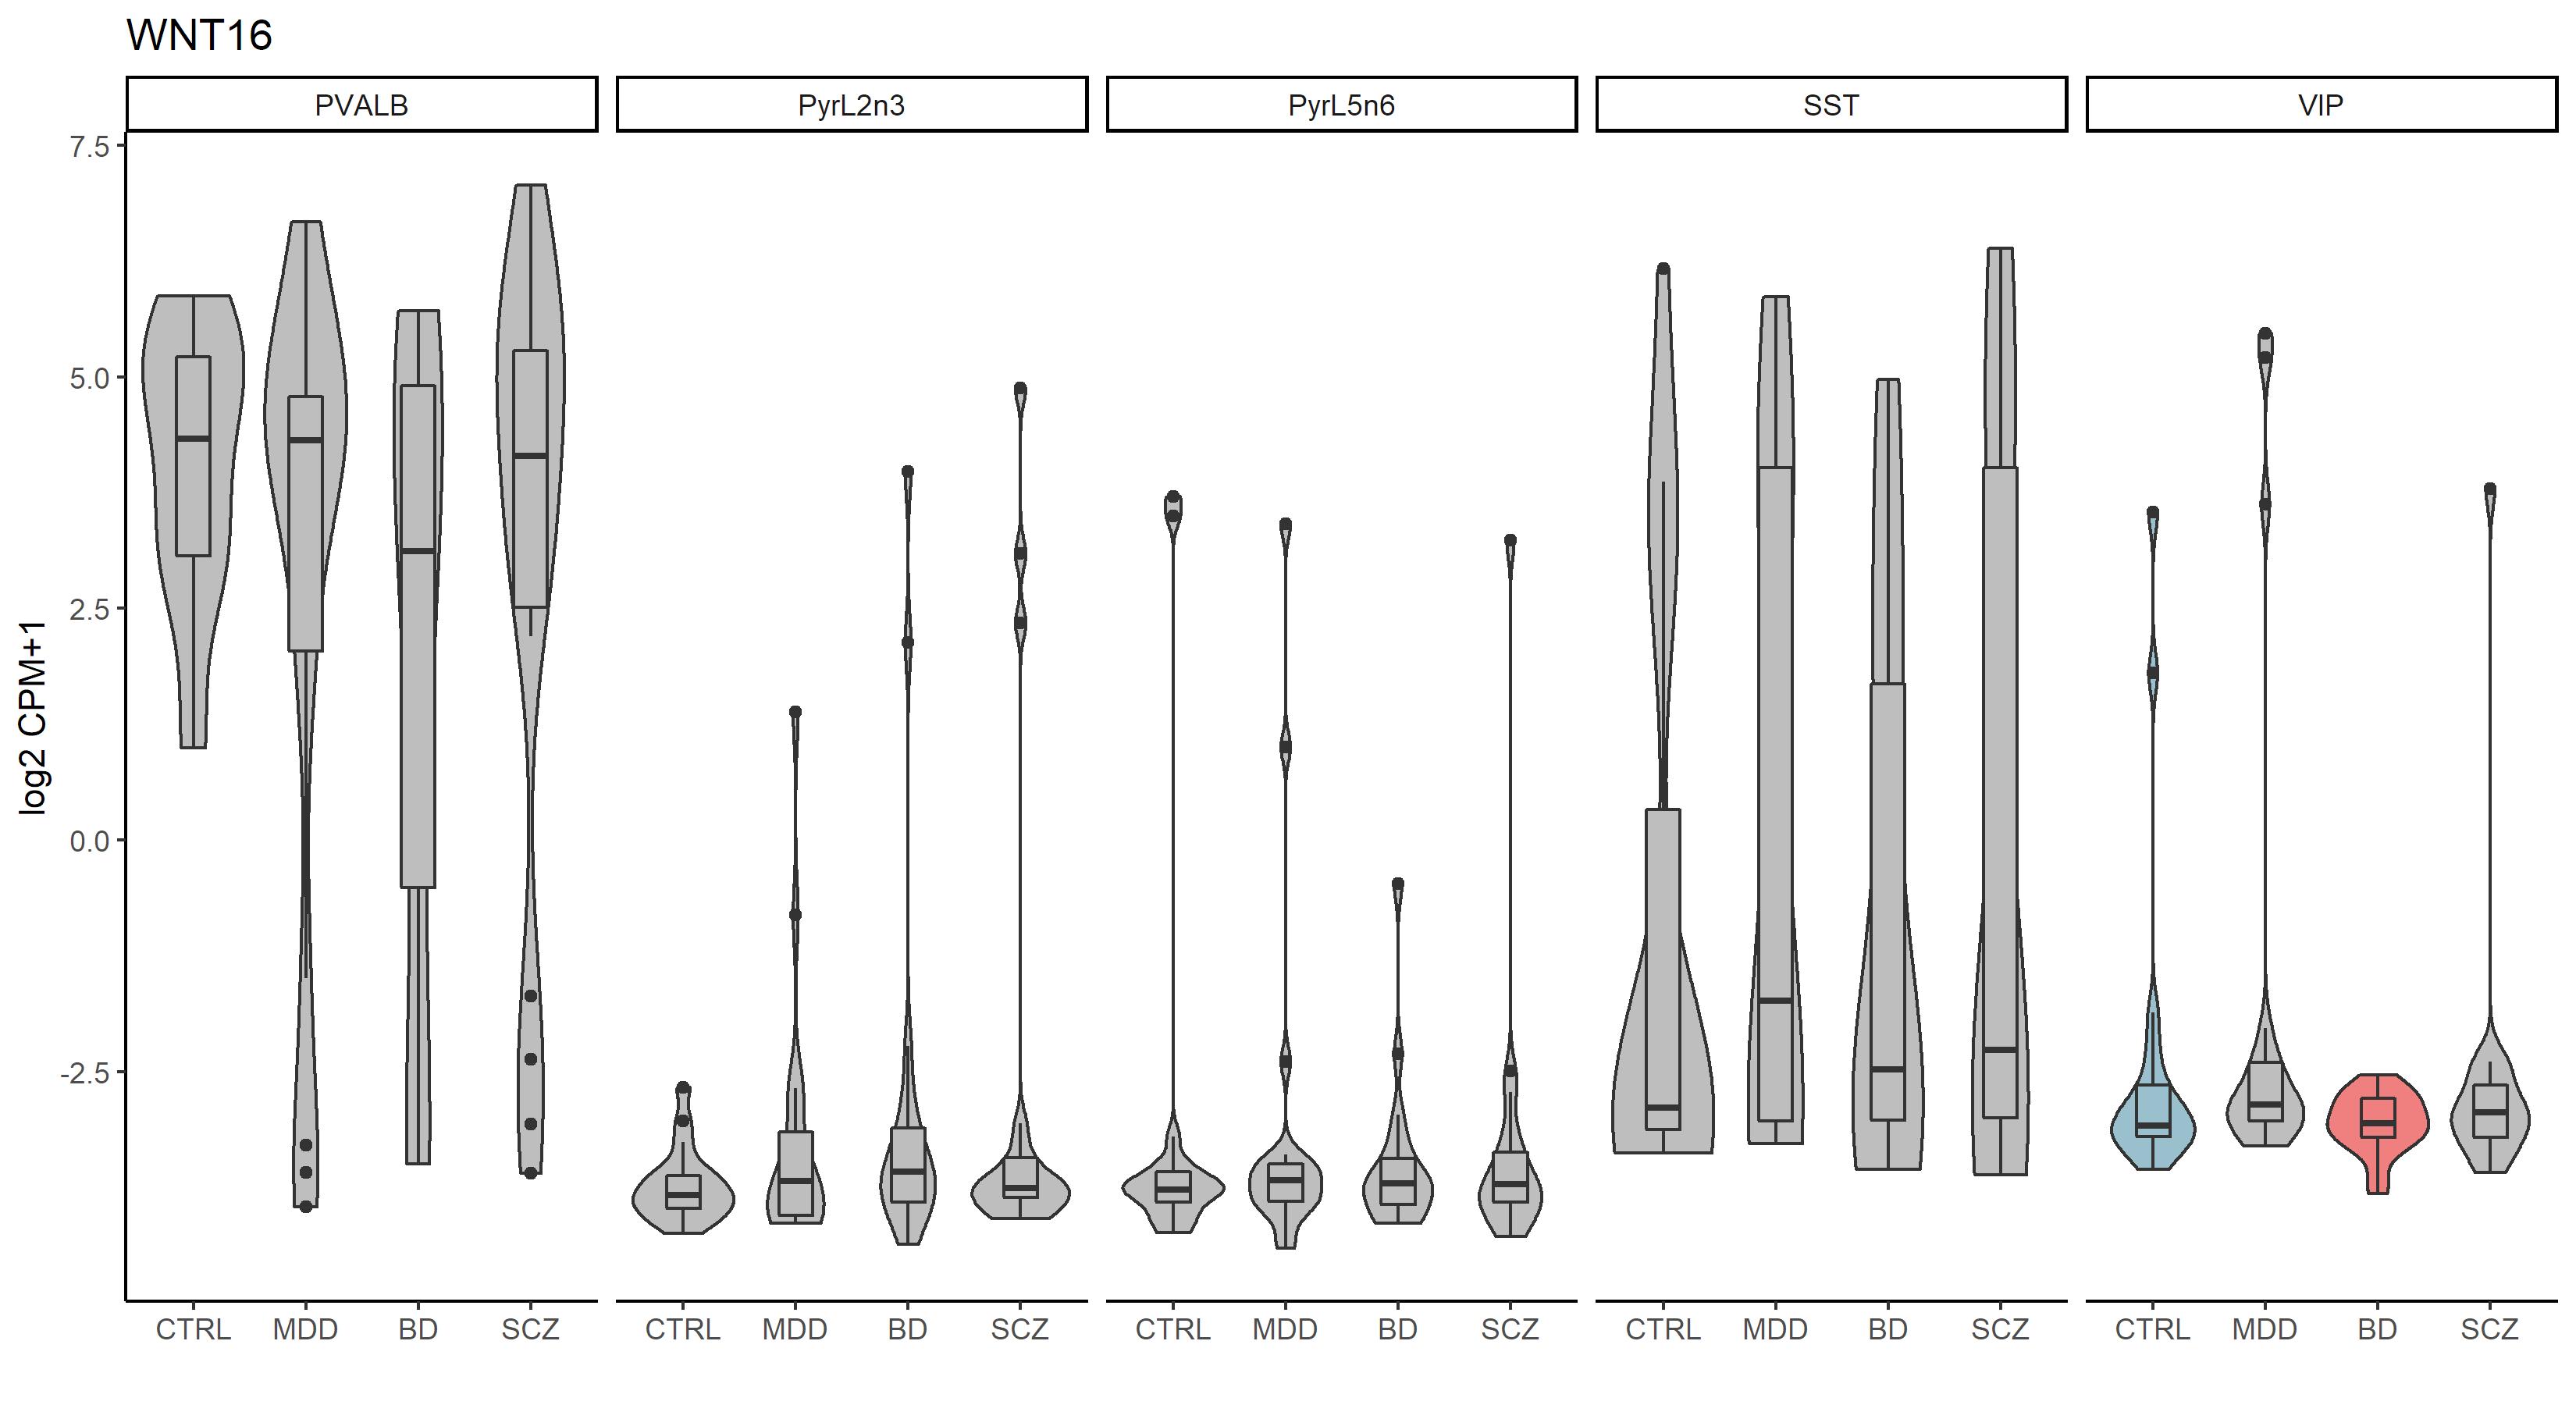 WNT16
PVALB PyrL2n3 PyrL5n6 SST VIP
7.5
5.0
2.5
0.0
-2.5
log2 CPM+1
CTRL MDD BD SCZ CTRL MDD BD SCZ CTRL MDD BD SCZ CTRL MDD BD SCZ CTRL MDD BD SCZ